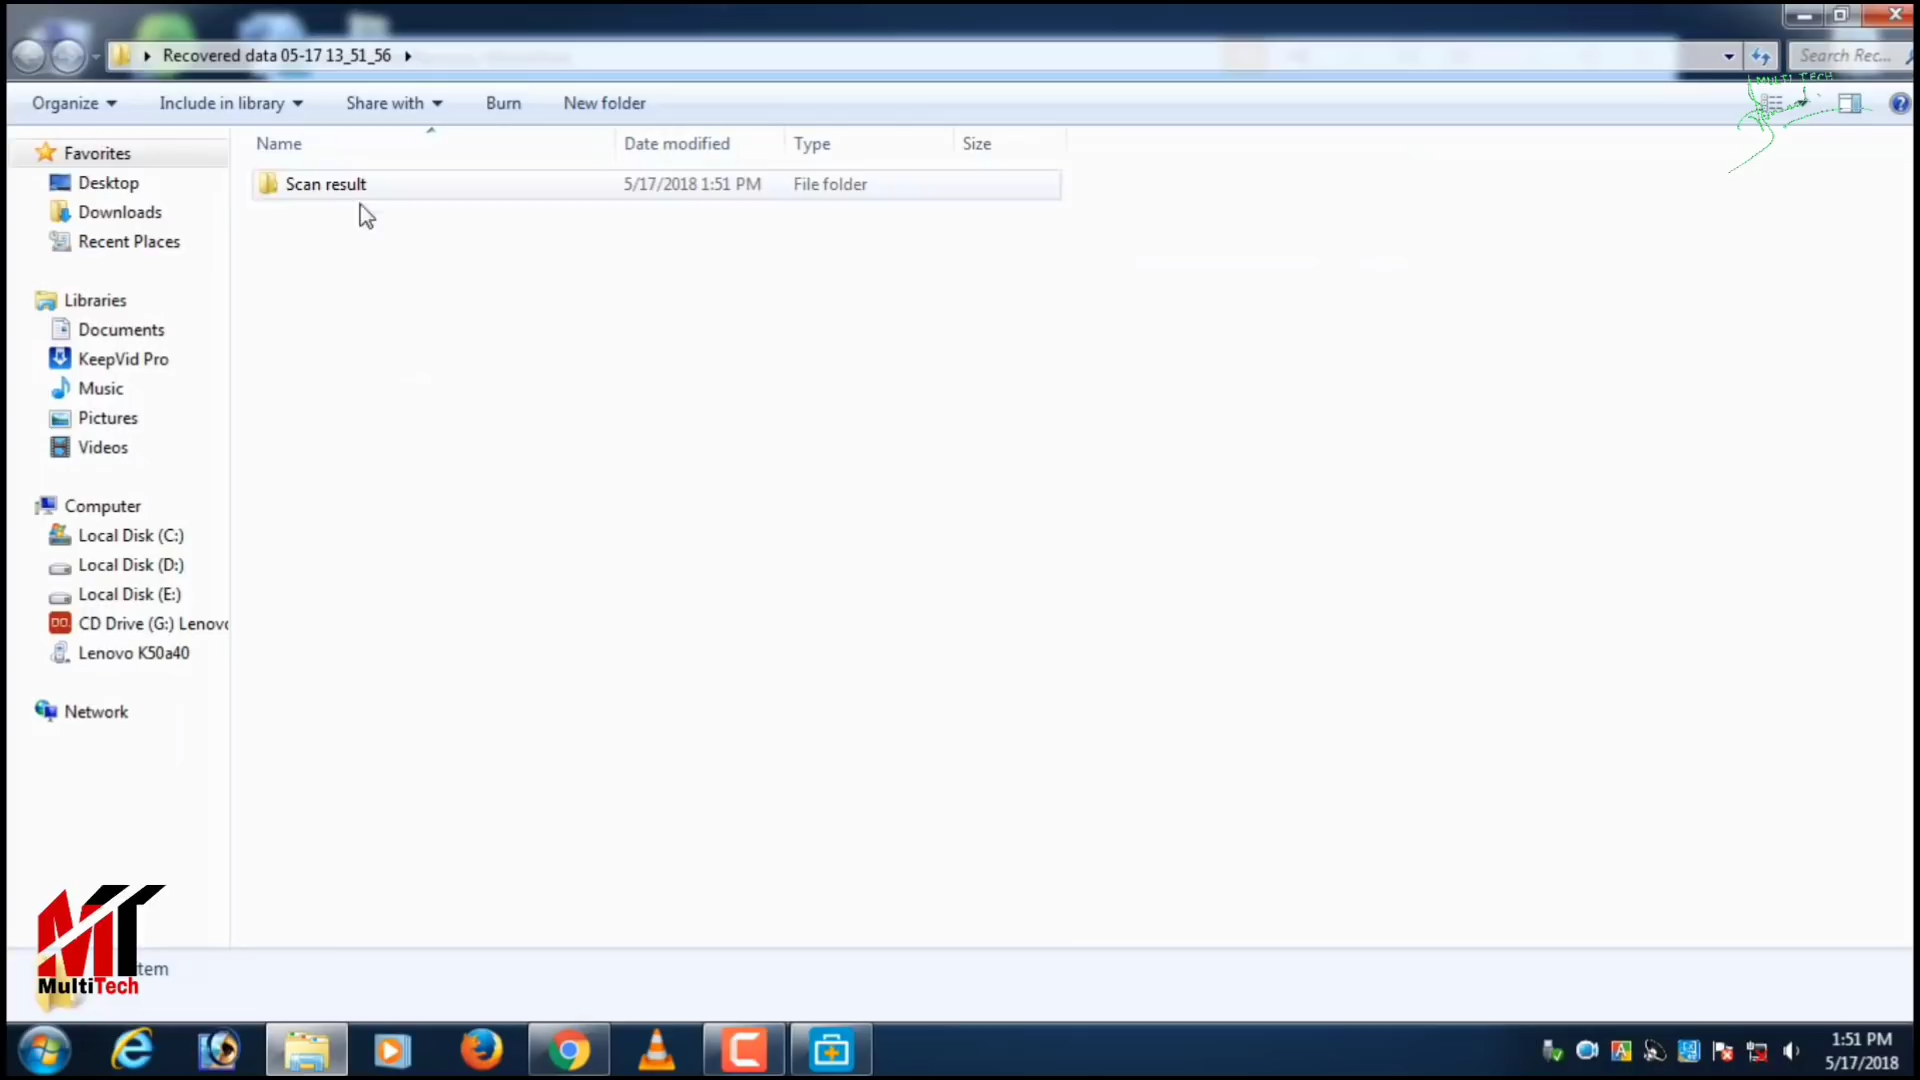 Recovered data 05-17 13_51_56
Search Rec...
MULTI TECH
Organize
Include in library
Share with
Burn
New folder
Name
Date modified
Type
Size
Favorites
Desktop
Downloads
Recent Places
Scan result
5/17/2018 1:51 PM
File folder
Libraries
Documents
KeepVid Pro
Music
Pictures
Videos
Computer
Local Disk (C:)
Local Disk (D:)
Local Disk (E:)
CD Drive (G:) Lenovo
Lenovo K50a40
Network
tem
MT
MultiTech
1:51 PM
5/17/2018